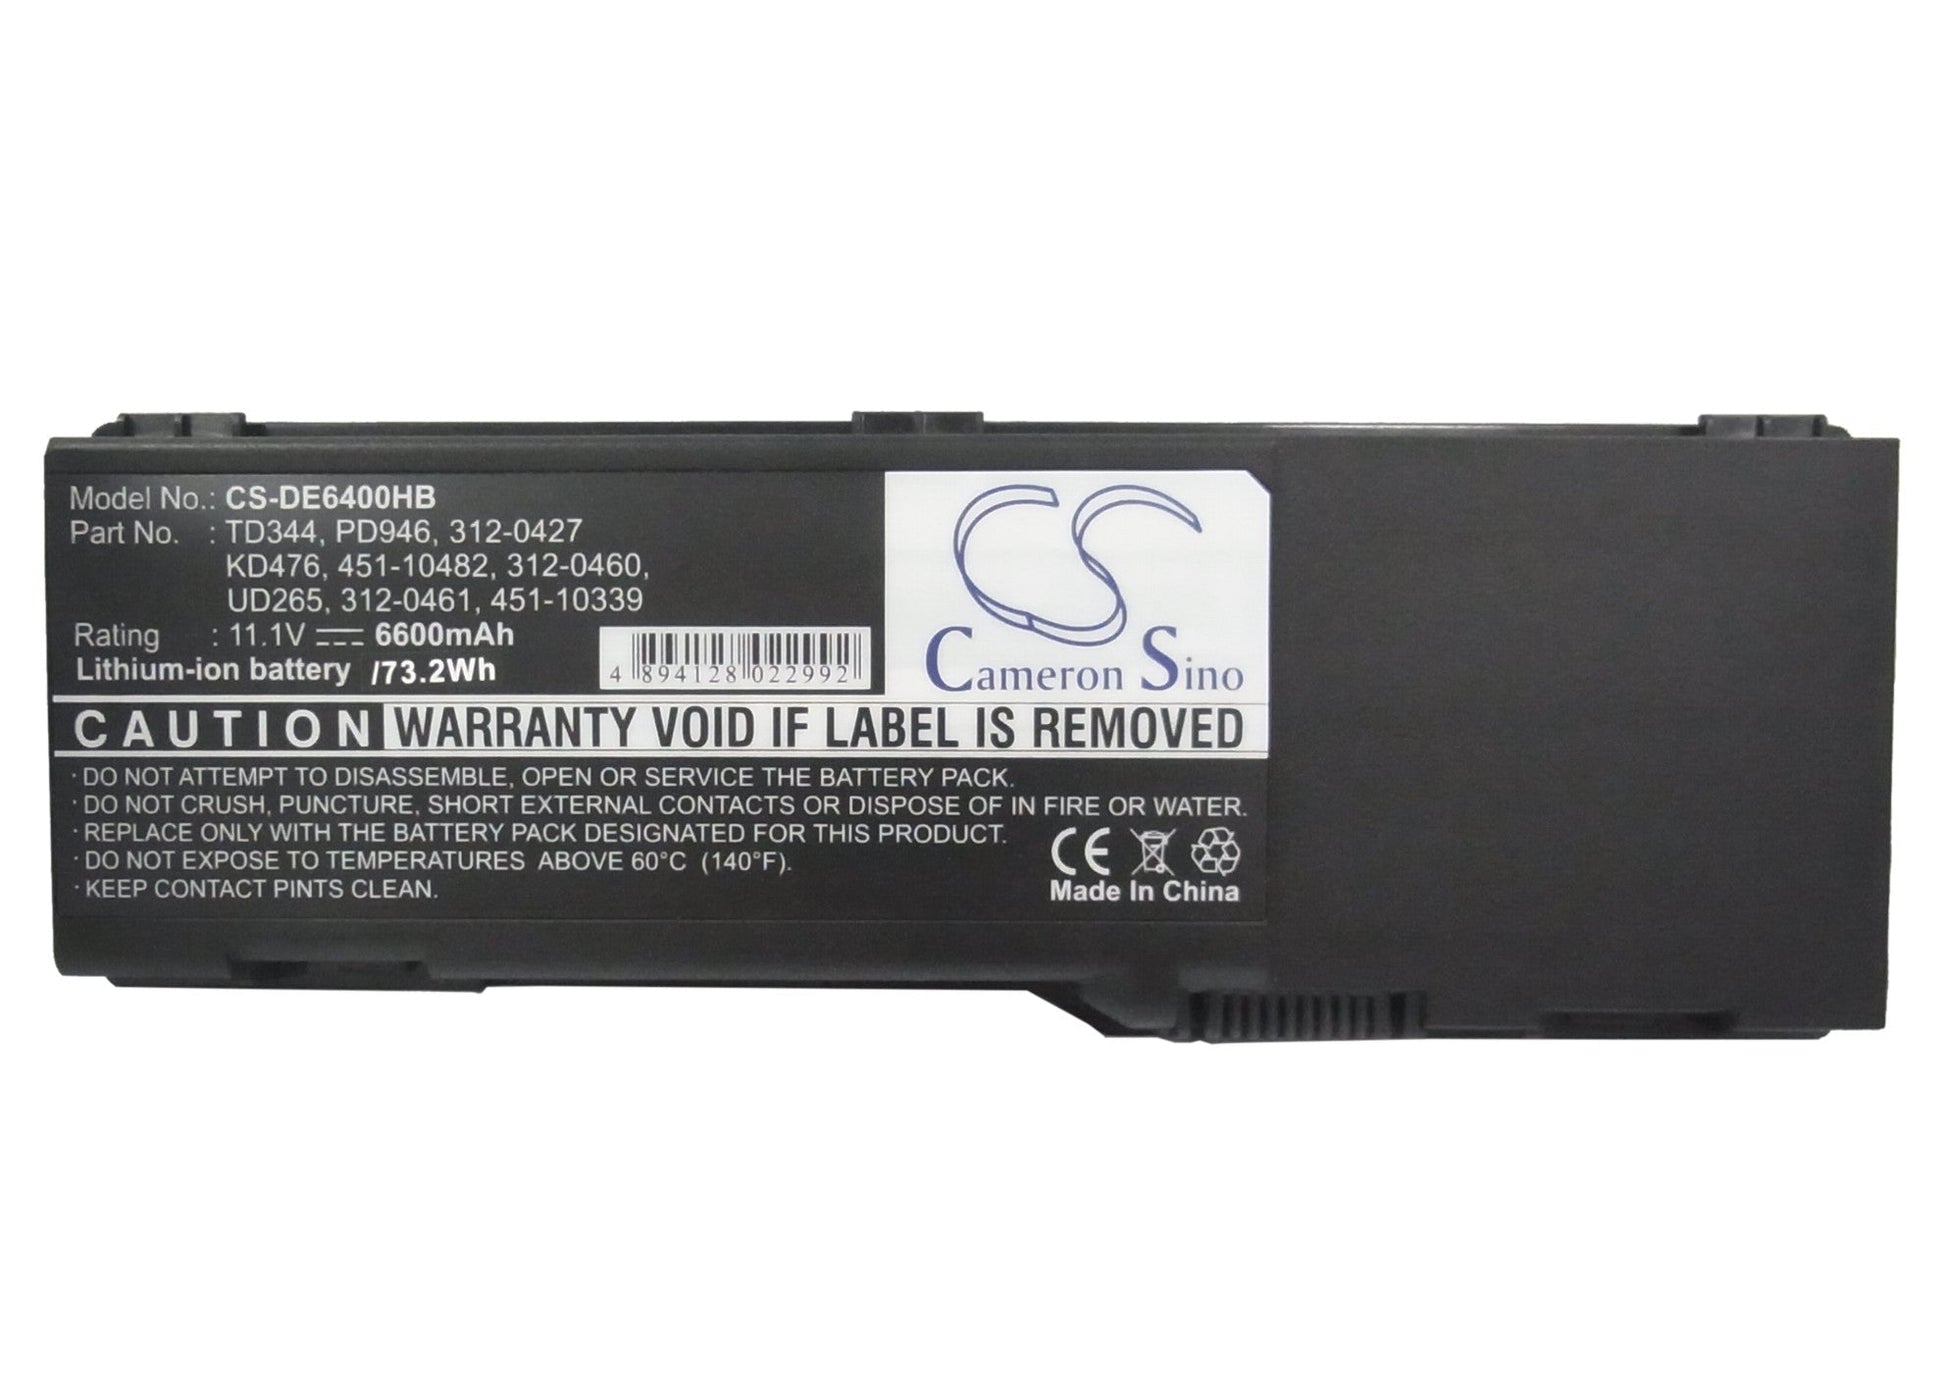 Model No.: CS-DE6400HB
Part No. : TD344, PD946, 312-0427
KD476, 451-10482, 312-0460,
UD265, 312-0461, 451-10339
Rating : 11.1V 6600mAh
Lithium-ion battery /73.2Wh
4 894128 022992
CS
Cameron Sino
CAUTION WARRANTY VOID IF LABEL IS REMOVED
· DO NOT ATTEMPT TO DISASSEMBLE, OPEN OR SERVICE THE BATTERY PACK.
· DO NOT CRUSH, PUNCTURE, SHORT EXTERNAL CONTACTS OR DISPOSE OF IN FIRE OR WATER.
· REPLACE ONLY WITH THE BATTERY PACK DESIGNATED FOR THIS PRODUCT.
· DO NOT EXPOSE TO TEMPERATURES ABOVE 60°C (140°F).
· KEEP CONTACT PINTS CLEAN.
CE
Made In China